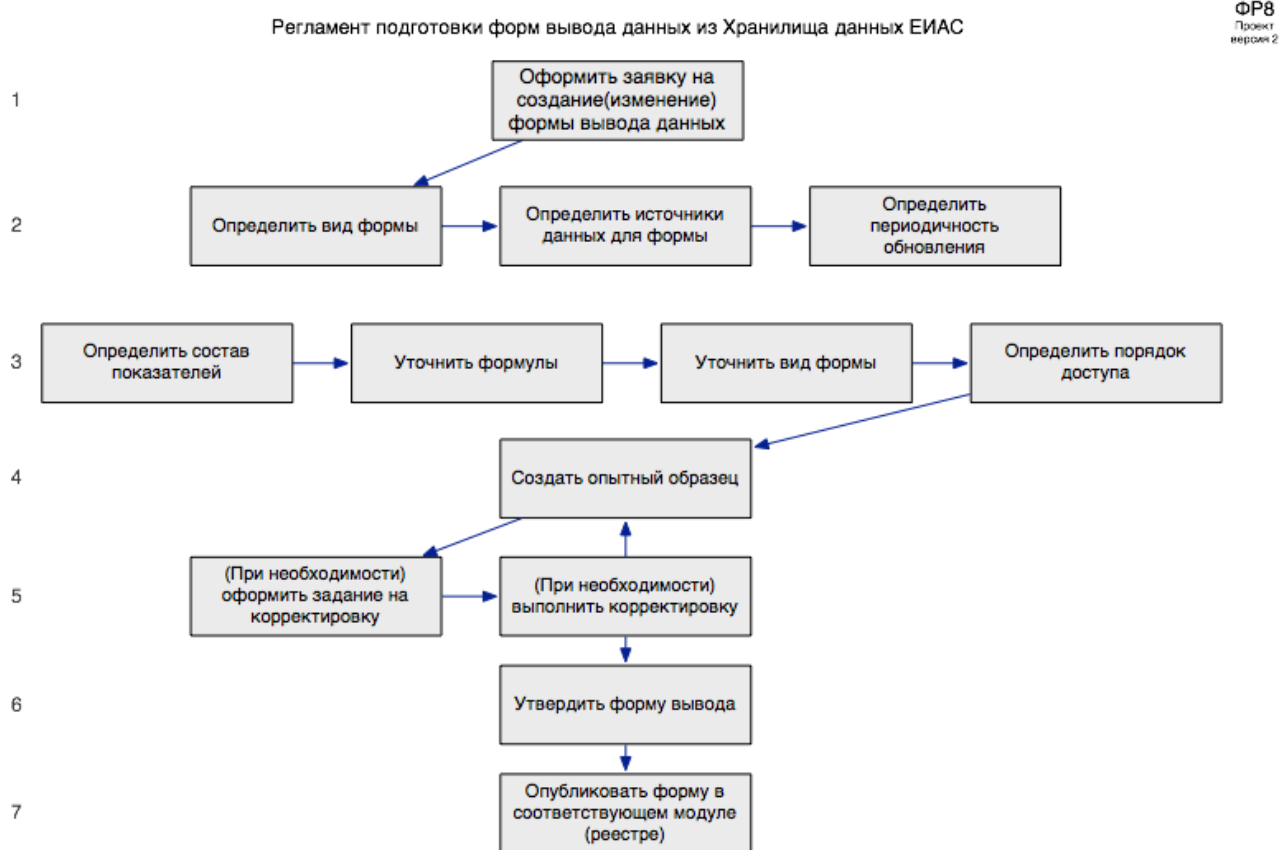 Регламент подготовки форм вывода данных из Хранилища данных ЕИАС
ФР8
Проект
версия 2
1
Оформить заявку на
создание(изменение)
формы вывода данных
2
Определить вид формы
Определить источники
данных для формы
Определить
периодичность
обновления
3
Определить состав
показателей
Уточнить формулы
Уточнить вид формы
Определить порядок
доступа
4
Создать опытный образец
5
(При необходимости)
оформить задание на
корректировку
(При необходимости)
выполнить корректировку
6
Утвердить форму вывода
7
Опубликовать форму в
соответствующем модуле
(реестре)